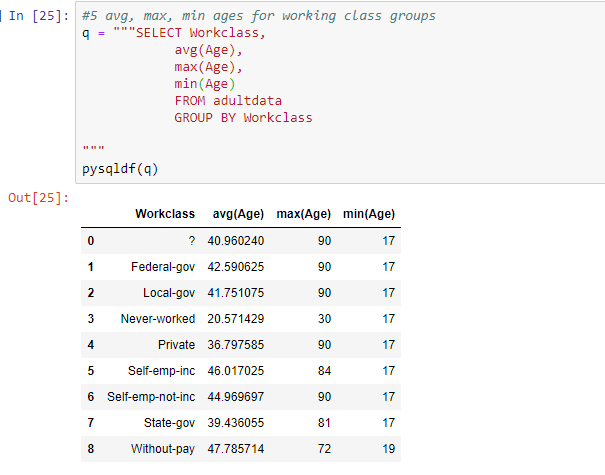 In [25]: #5 avg, max, min ages for working class groups
q = """SELECT Workclass,
avg(Age),
max(Age),
min(Age)
FROM adultdata
GROUP BY Workclass
"""
pysqldf(q)
Out[25]:
Workclass avg(Age) max(Age) min(Age)
0 ? 40.960240 90 17
1 Federal-gov 42.590625 90 17
2 Local-gov 41.751075 90 17
3 Never-worked 20.571429 30 17
4 Private 36.797585 90 17
5 Self-emp-inc 46.017025 84 17
6 Self-emp-not-inc 44.969697 90 17
7 State-gov 39.436055 81 17
8 Without-pay 47.785714 72 19